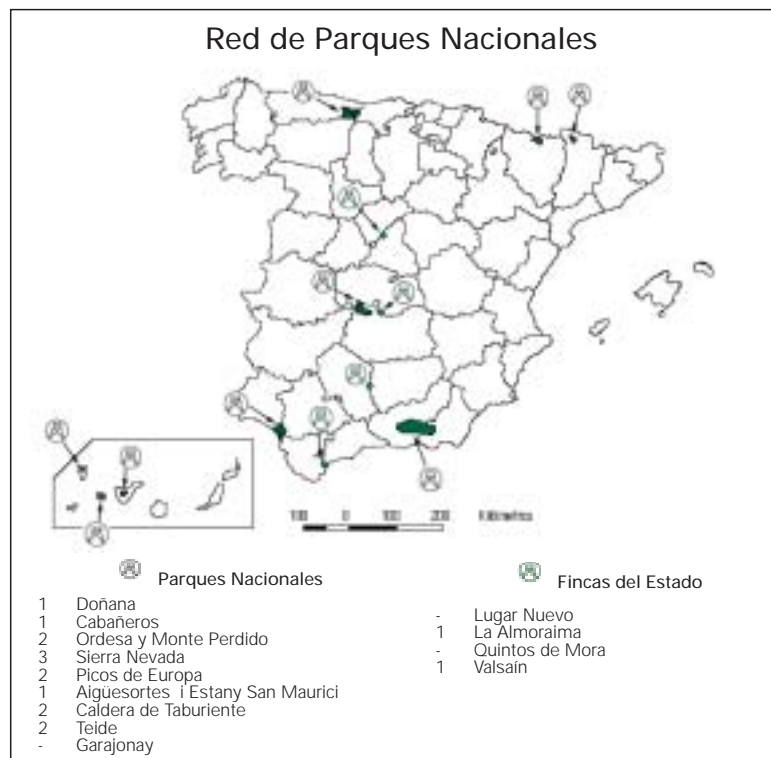 Red de Parques Nacionales
100 0 100 200 Kilómetros
Parques Nacionales
1 Doñana
1 Cabañeros
2 Ordesa y Monte Perdido
3 Sierra Nevada
2 Picos de Europa
1 Aigüesortes i Estany San Maurici
2 Caldera de Taburiente
2 Teide
- Garajonay
Fincas del Estado
- Lugar Nuevo
1 La Almoraima
- Quintos de Mora
1 Valsaín